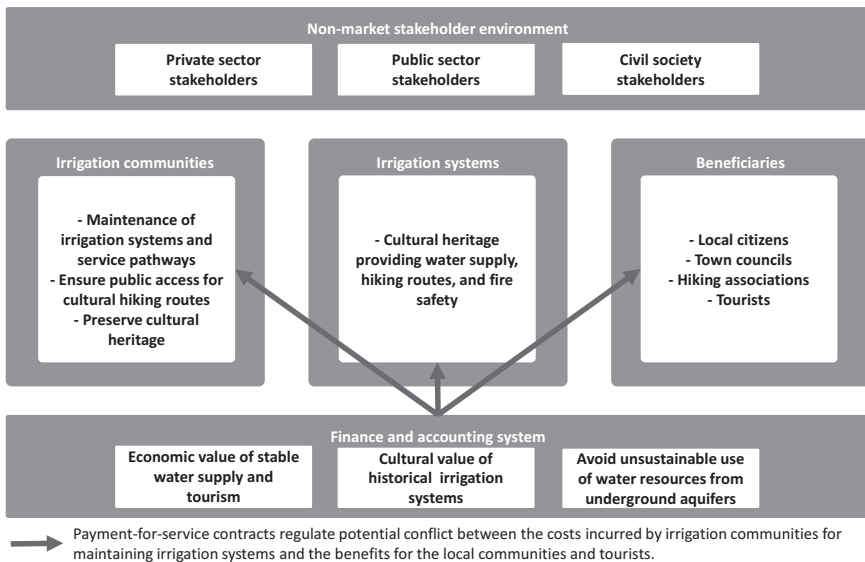 Non-market stakeholder environment
Private sector
stakeholders
Public sector
stakeholders
Civil society
stakeholders
Irrigation communities
- Maintenance of
irrigation systems and
service pathways
- Ensure public access for
cultural hiking routes
- Preserve cultural
heritage
Irrigation systems
- Cultural heritage
providing water supply,
hiking routes, and fire
safety
Beneficiaries
- Local citizens
- Town councils
- Hiking associations
- Tourists
Finance and accounting system
Economic value of stable
water supply and
tourism
Cultural value of
historical irrigation
systems
Avoid unsustainable use
of water resources from
underground aquifers
Payment-for-service contracts regulate potential conflict between the costs incurred by irrigation communities for
maintaining irrigation systems and the benefits for the local communities and tourists.